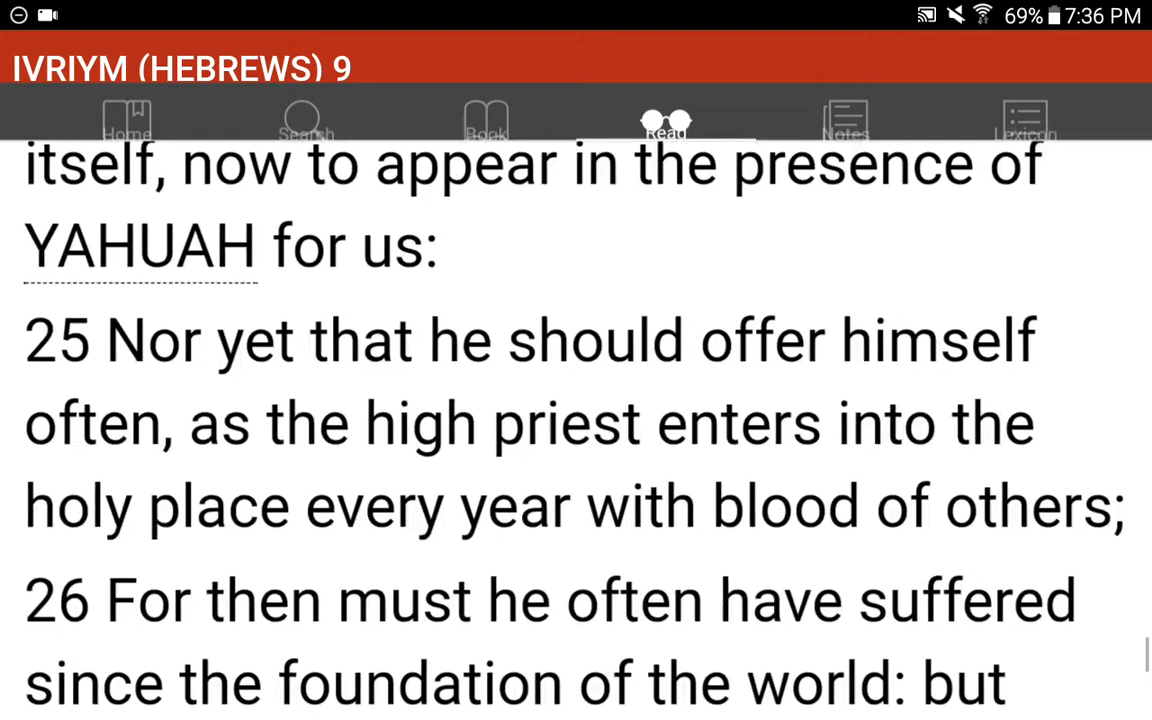 69% 7:36 PM
IVRIYM (HEBREWS) 9
Home Search Book Read Notes Lexicon
itself, now to appear in the presence of
YAHUAH for us:
25 Nor yet that he should offer himself
often, as the high priest enters into the
holy place every year with blood of others;
26 For then must he often have suffered
since the foundation of the world: but